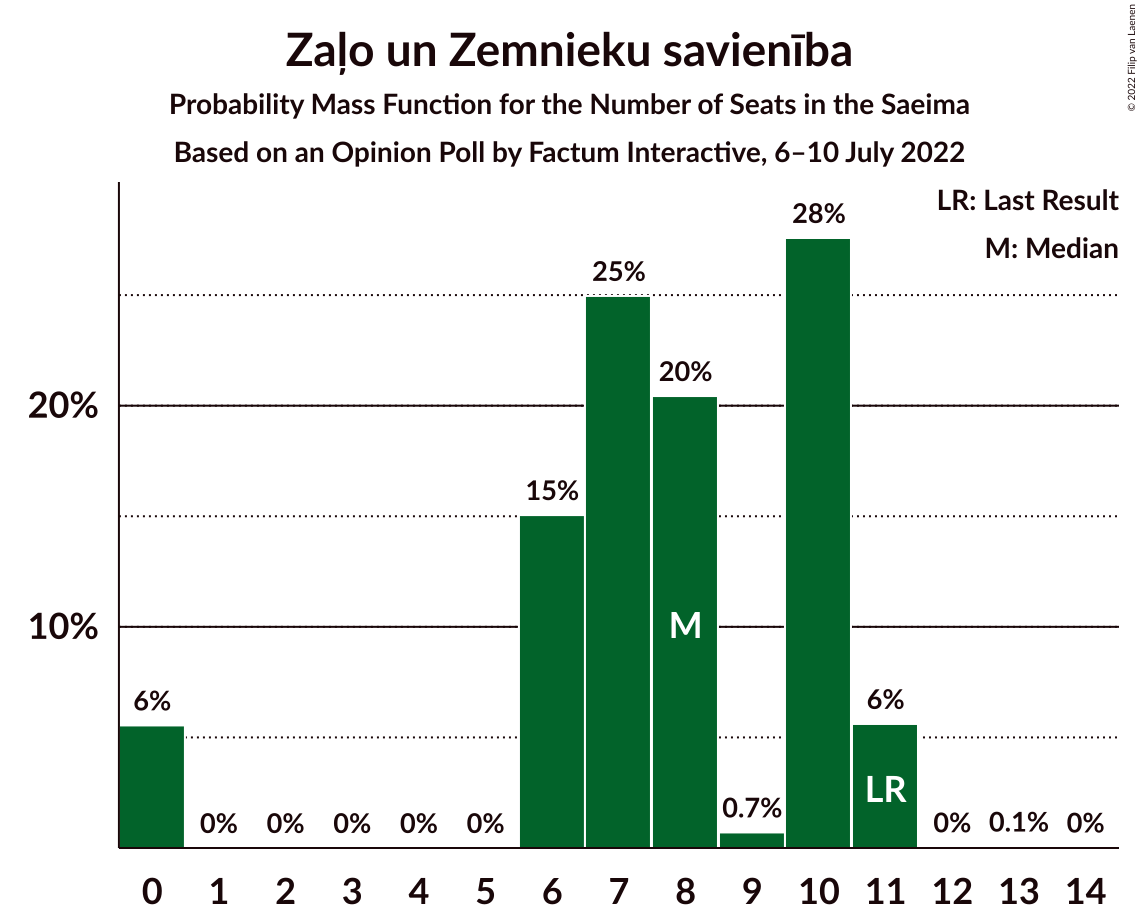 Zaļo un Zemnieku savienība
Probability Mass Function for the Number of Seats in the Saeima
Based on an Opinion Poll by Factum Interactive, 6–10 July 2022
© 2022 Filip van Laenen
LR: Last Result
M: Median
28%
25%
20%
20%
15%
M
10%
6%
6%
LR
0.7%
0% 0% 0% 0% 0% 0% 0.1% 0%
0 1 2 3 4 5 6 7 8 9 10 11 12 13 14